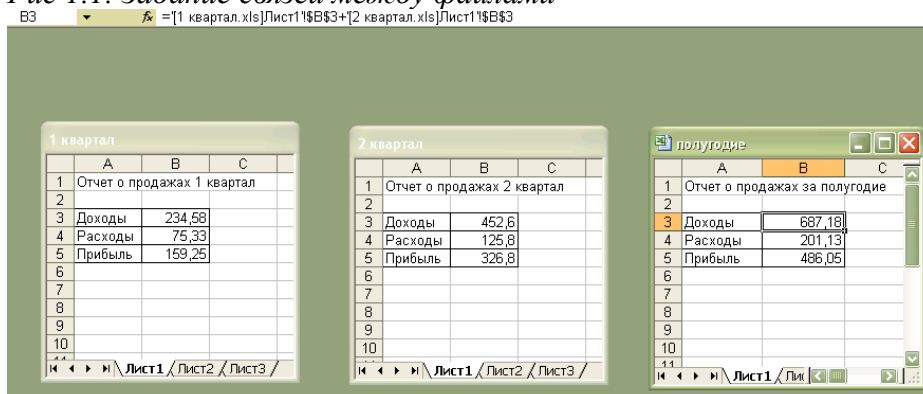 Рис 1.1. Задание связи между файлами
B3 fx ='[1 квартал.xls]Лист1'!$B$3+'[2 квартал.xls]Лист1'!$B$3
1 квартал
A B C
1 Отчет о продажах 1 квартал
2
3 Доходы 234,58
4 Расходы 75,33
5 Прибыль 159,25
6
7
8
9
10
11
Лист1 Лист2 Лист3
2 квартал
A B C
1 Отчет о продажах 2 квартал
2
3 Доходы 452,6
4 Расходы 125,8
5 Прибыль 326,8
6
7
8
9
10
Лист1 Лист2 Лист3
полугодие
A B C
1 Отчет о продажах за полугодие
2
3 Доходы 687,18
4 Расходы 201,13
5 Прибыль 486,05
6
7
8
9
10
11
Лист1 Лис